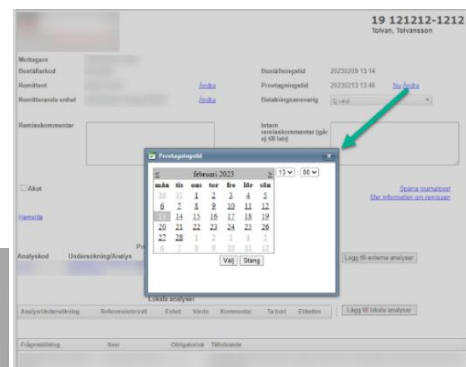 19 121212-1212
Tolvan, Tolvansson
Mottagare
Beställarkod Beställningstid 20230209 13:14
Remittent Ändra Provtagningstid 20230213 13:46 Nu Ändra
Remitterande enhet Ändra Betalningsansvarig Ej vald
Remisskommentar Intern
remisskommentar (går
ej till lab)
Provtagningstid
≤ februari 2023 ≥ 13 : 00
mån tis ons tor fre lör sön
30 31 1 2 3 4 5
6 7 8 9 10 11 12
13 14 15 16 17 18 19
20 21 22 23 24 25 26
27 28 1 2 3 4 5
6 7 8 9 10 11 12
Välj Stäng
Akut
Spåra journalpost
Mer information om remissen
Hemsida
Analyskod Undersökning/Analys Pr Lägg till externa analyser
Lokala analyser
Analys/Undersökning Referensintervall Enhet Värde Kommentar Ta bort Etiketter Lägg till lokala analyser
Frågeställning Svar Obligatorisk Tillhörande